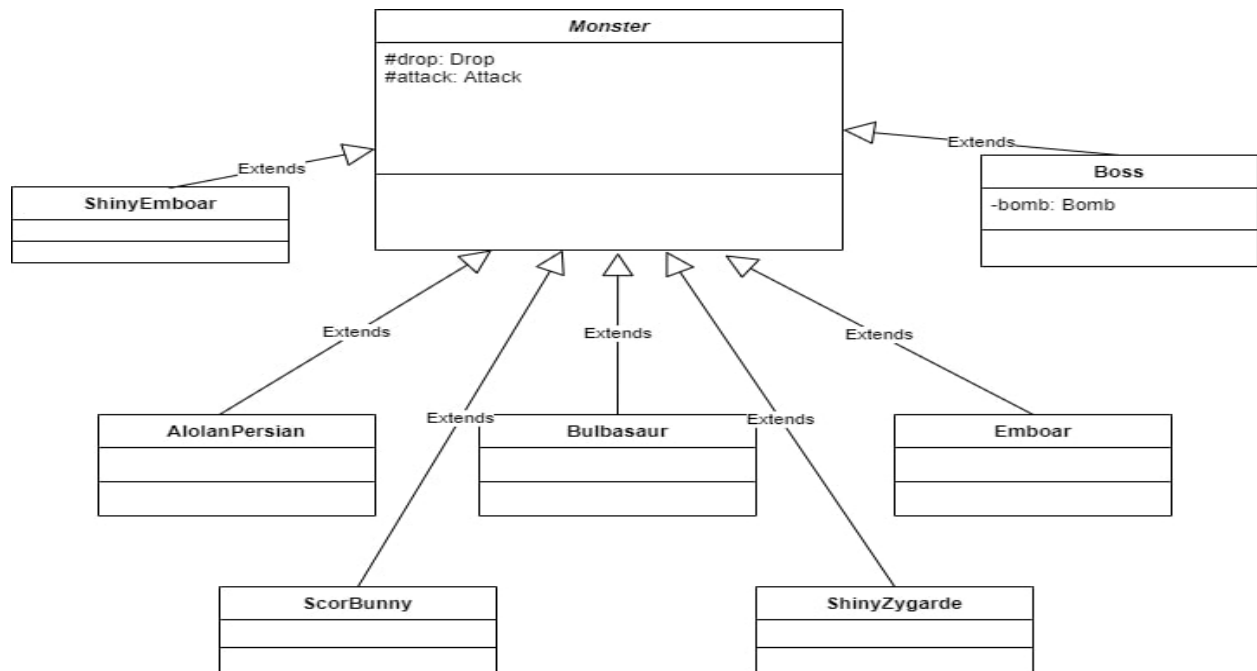 Monster
#drop: Drop
#attack: Attack
Extends
Extends
Boss
-bomb: Bomb
ShinyEmboar
Extends
Extends
Extends
Extends
Extends
AlolanPersian
Bulbasaur
Emboar
ScorBunny
ShinyZygarde